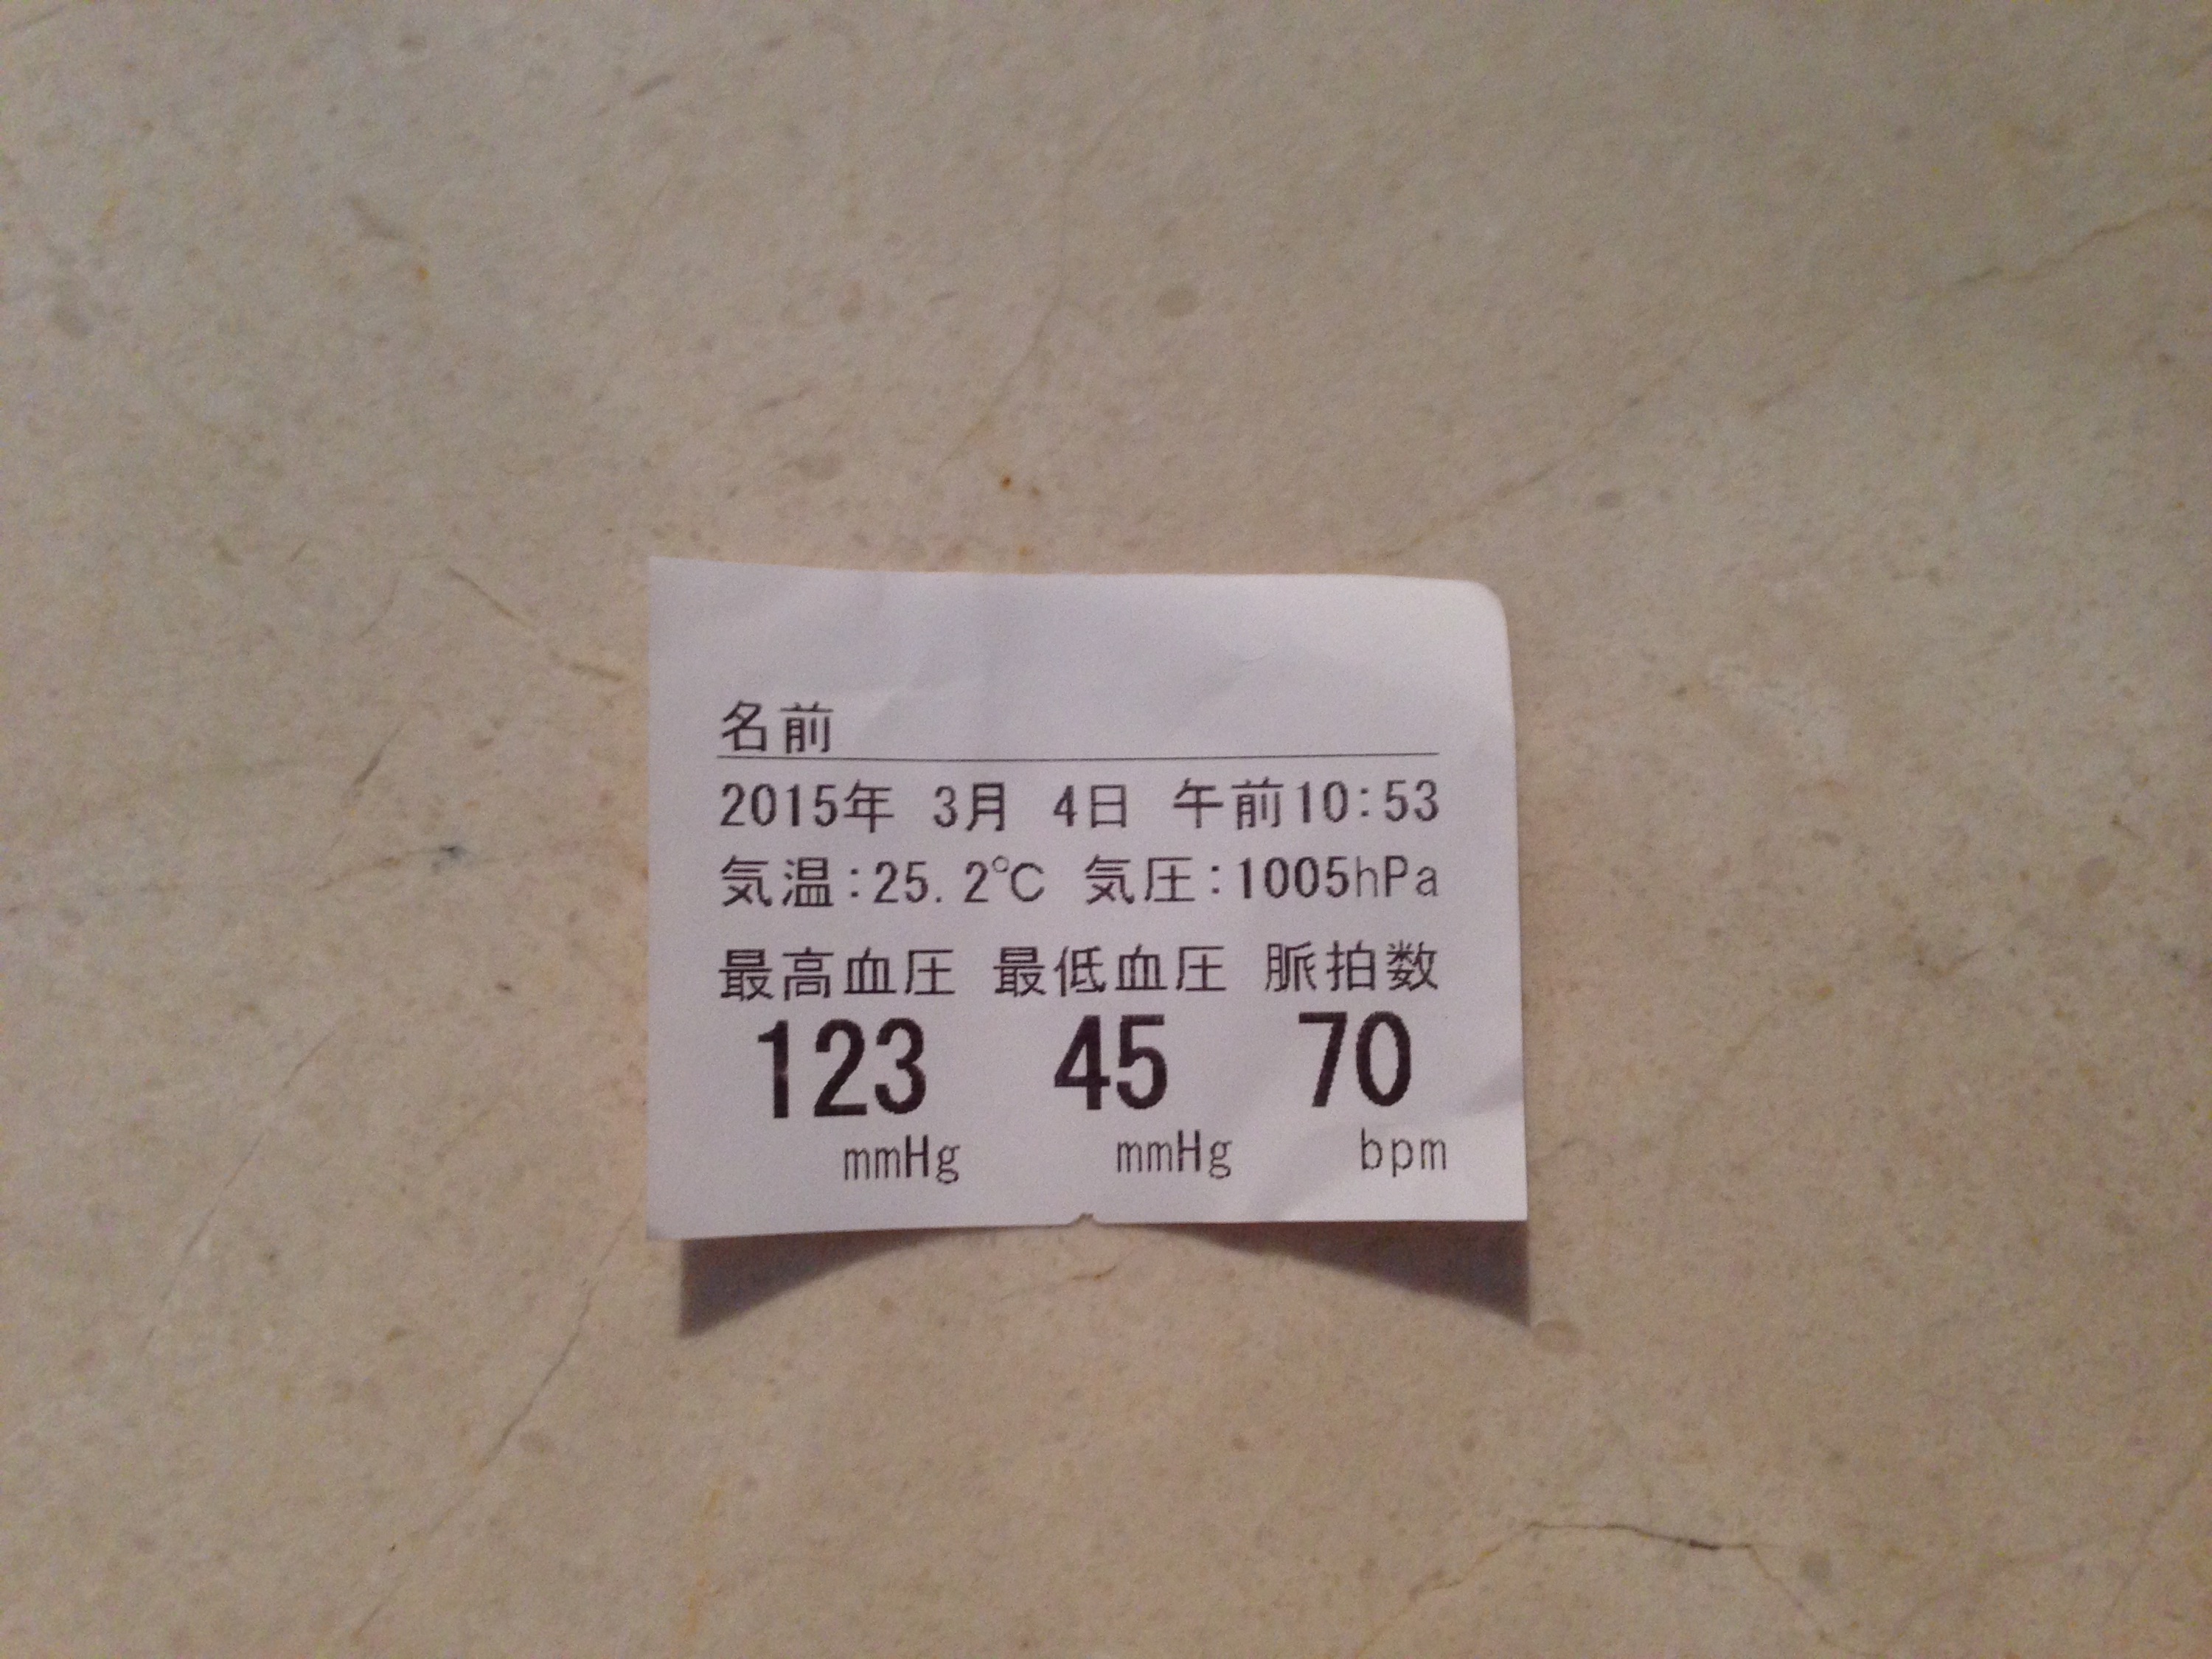 名前
2015年 3月 4日 午前10:53
気温:25.2℃ 気圧:1005hPa
最高血圧 最低血圧 脈拍数
123 45 70
mmHg mmHg bpm